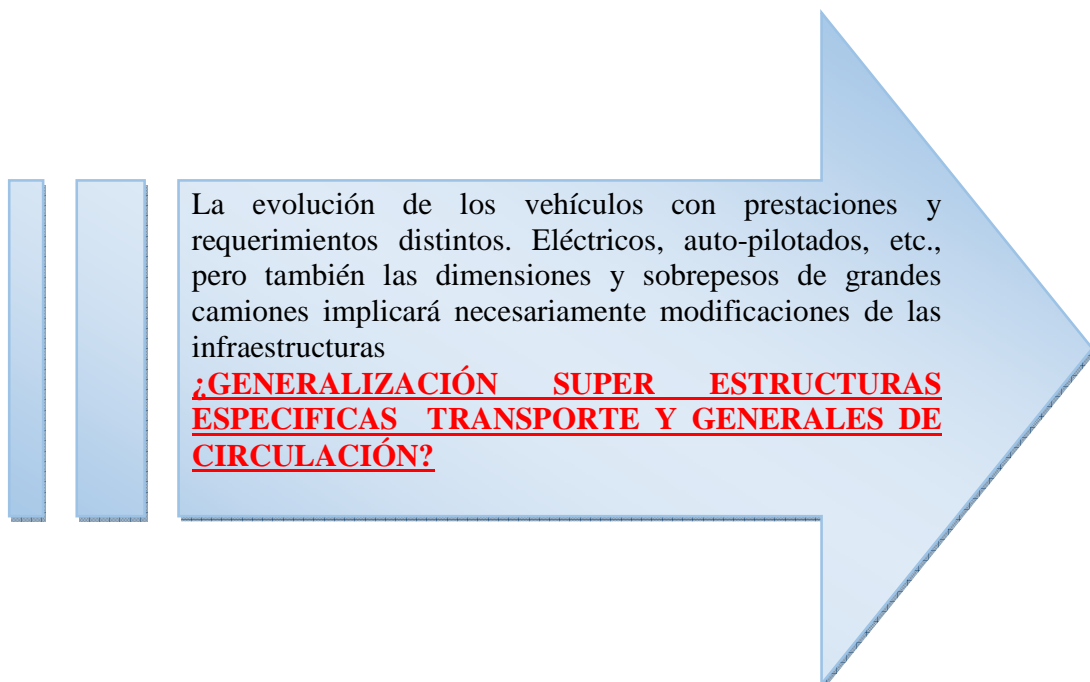 La evolución de los vehículos con prestaciones y
requerimientos distintos. Eléctricos, auto-pilotados, etc.,
pero también las dimensiones y sobrepesos de grandes
camiones implicará necesariamente modificaciones de las
infraestructuras
¿GENERALIZACIÓN SUPER ESTRUCTURAS
ESPECIFICAS TRANSPORTE Y GENERALES DE
CIRCULACIÓN?